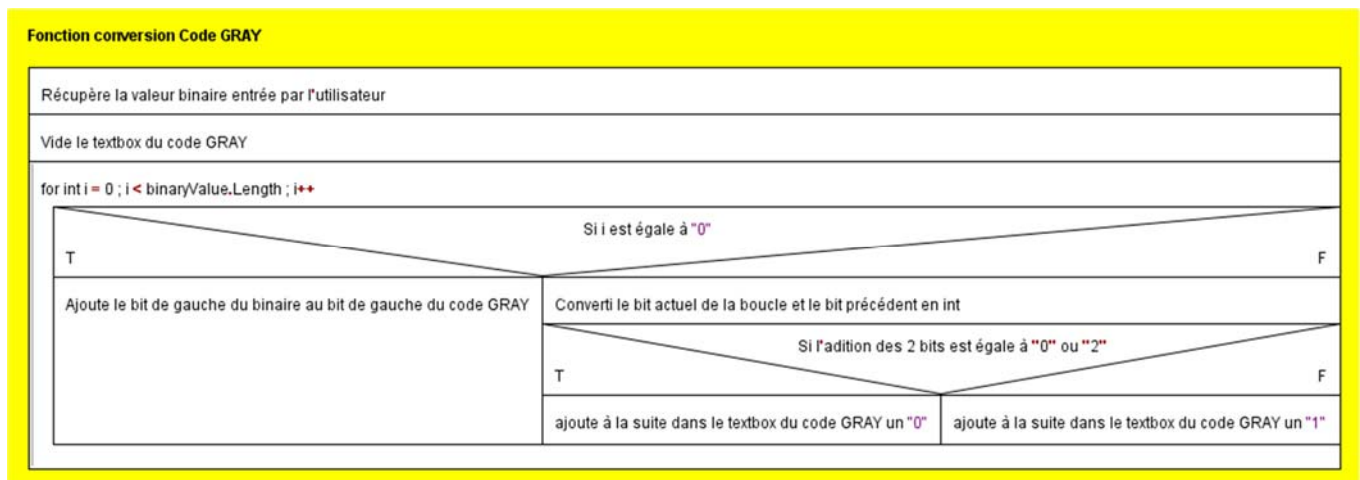 Fonction conversion Code GRAY
Récupère la valeur binaire entrée par l'utilisateur
Vide le textbox du code GRAY
for int i = 0 ; i < binaryValue.Length ; i++
Si i est égale à "0"
T
F
Ajoute le bit de gauche du binaire au bit de gauche du code GRAY
Converti le bit actuel de la boucle et le bit précédent en int
Si l'adition des 2 bits est égale à "0" ou "2"
T
F
ajoute à la suite dans le textbox du code GRAY un "0"
ajoute à la suite dans le textbox du code GRAY un "1"